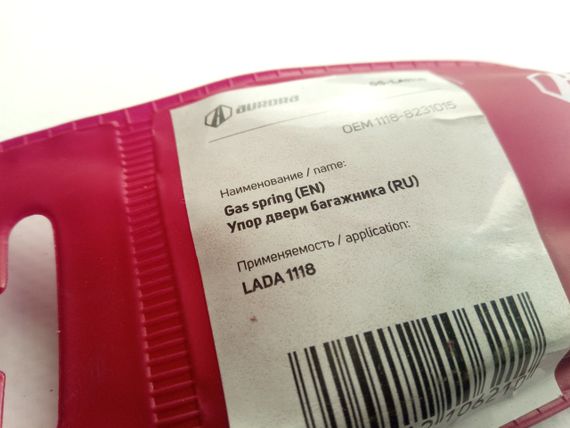 AURORA
OEM 1118-8231015
Наименование / name:
Gas spring (EN)
Упор двери багажника (RU)
Применяемость / application:
LADA 1118